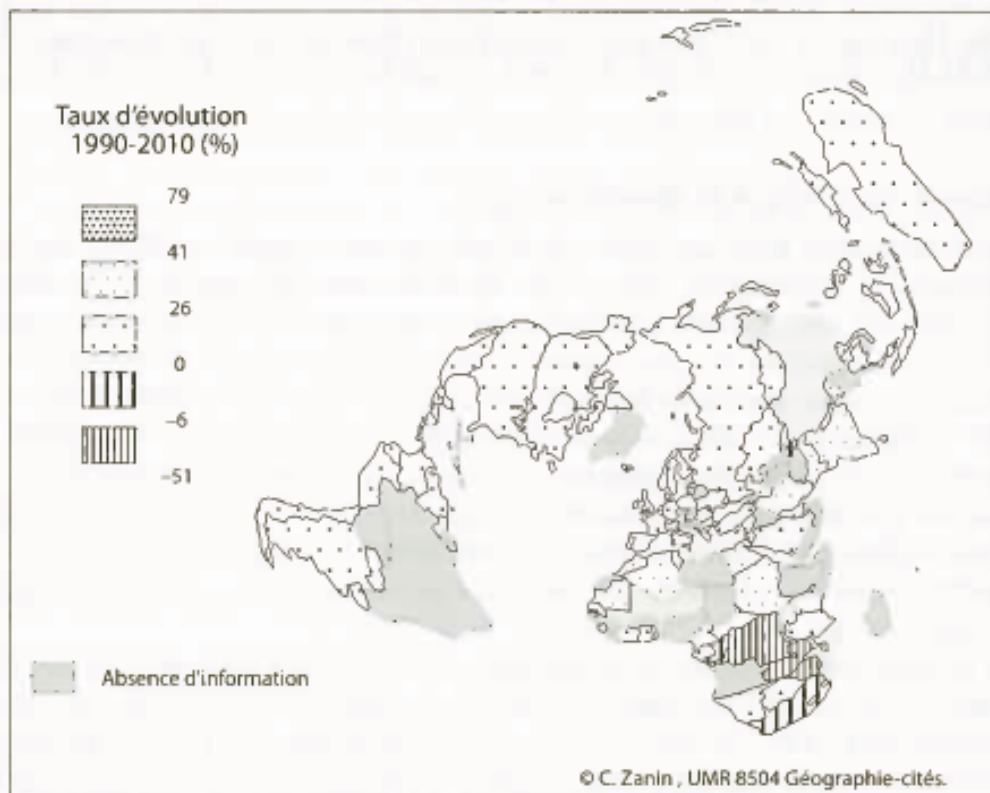 Taux d'évolution
1990-2010 (%)
79
41
26
0
–6
–51
Absence d'information
© C. Zanin , UMR 8504 Géographie-cités.